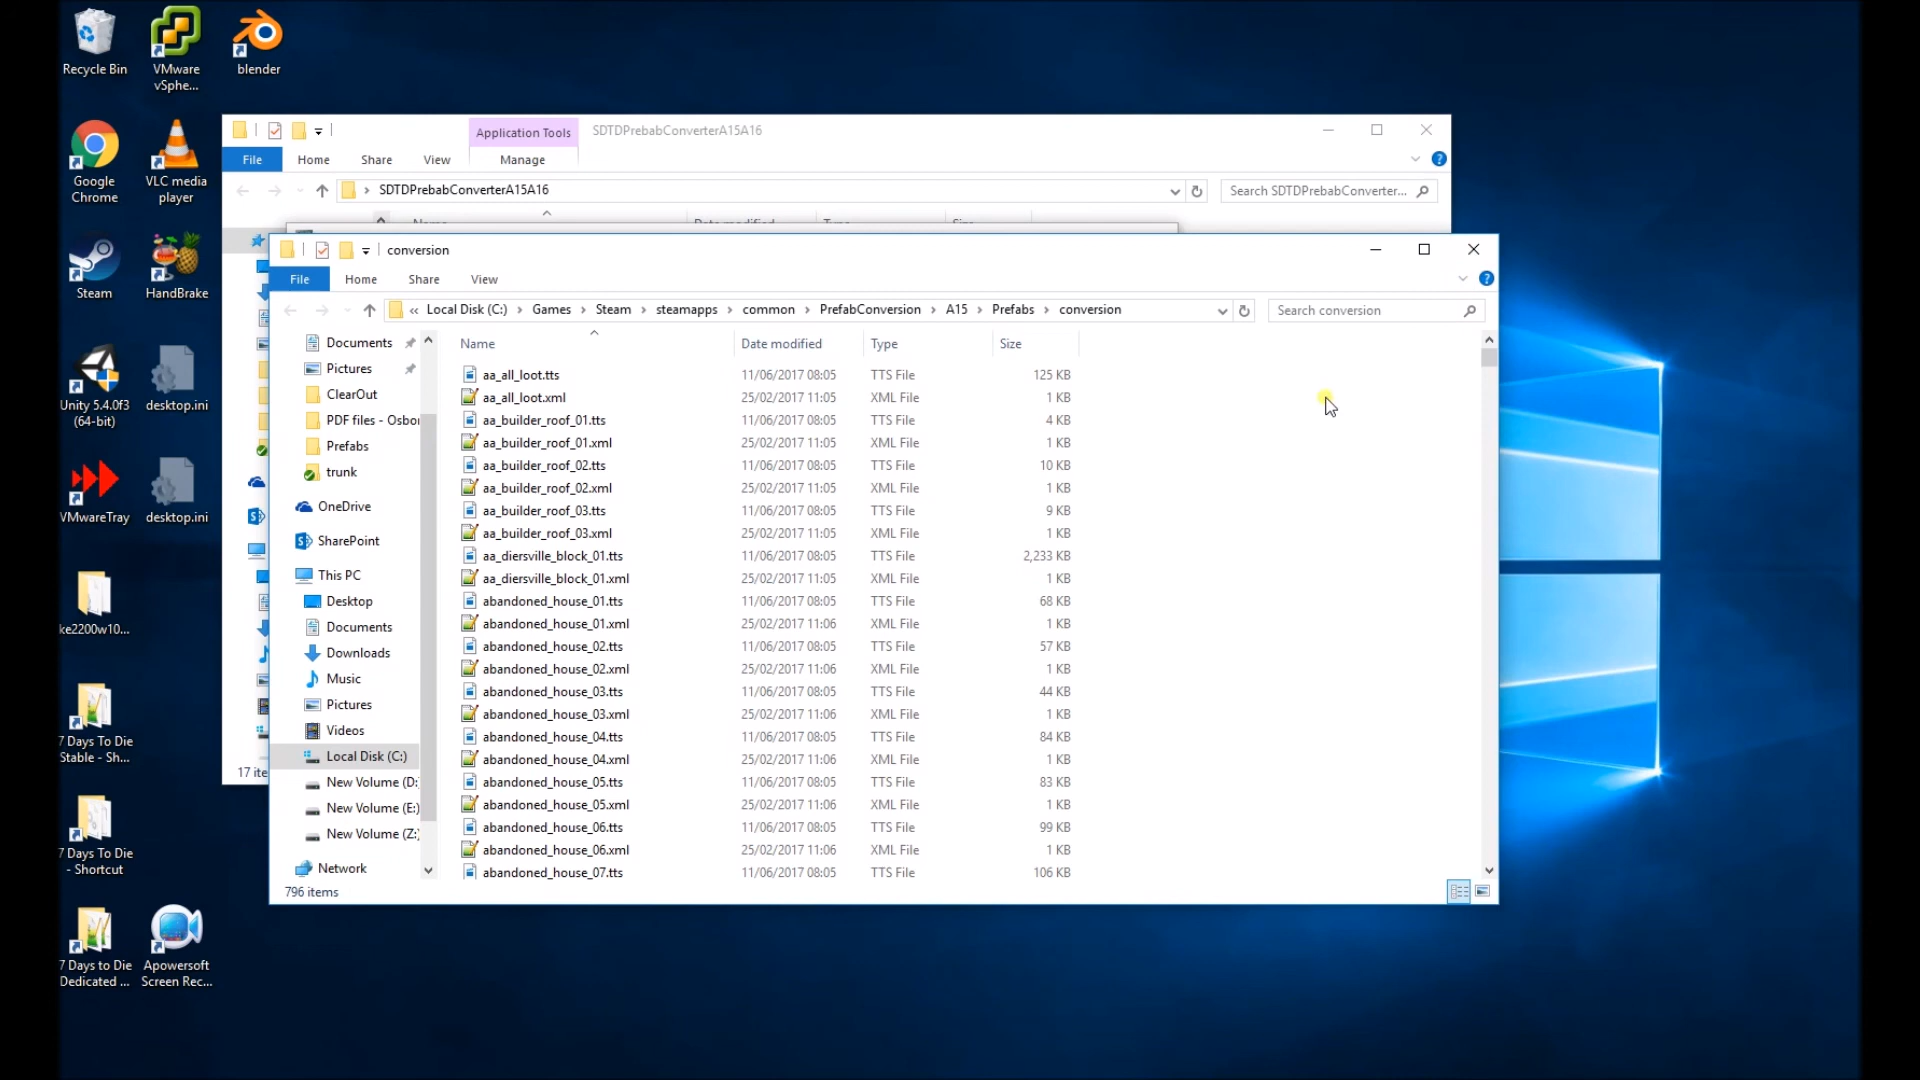 Recycle Bin
VMware vSphe...
blender
Google Chrome
VLC media player
Steam
HandBrake
Unity 5.4.0f3 (64-bit)
desktop.ini
VMwareTray
desktop.ini
ke2200w10...
7 Days To Die Stable - Sh...
7 Days To Die - Shortcut
7 Days to Die Dedicated ...
Apowersoft Screen Rec...
Application Tools
SDTDPrebabConverterA15A16
File Home Share View Manage
SDTDPrebabConverterA15A16
Search SDTDPrebabConverter...
17 ite
conversion
File Home Share View
« Local Disk (C:) › Games › Steam › steamapps › common › PrefabConversion › A15 › Prefabs › conversion
Search conversion
Documents
Pictures
ClearOut
PDF files - Osbor
Prefabs
trunk
OneDrive
SharePoint
This PC
Desktop
Documents
Downloads
Music
Pictures
Videos
Local Disk (C:)
New Volume (D:
New Volume (E:)
New Volume (Z:)
Network
Name Date modified Type Size
aa_all_loot.tts 11/06/2017 08:05 TTS File 125 KB
aa_all_loot.xml 25/02/2017 11:05 XML File 1 KB
aa_builder_roof_01.tts 11/06/2017 08:05 TTS File 4 KB
aa_builder_roof_01.xml 25/02/2017 11:05 XML File 1 KB
aa_builder_roof_02.tts 11/06/2017 08:05 TTS File 10 KB
aa_builder_roof_02.xml 25/02/2017 11:05 XML File 1 KB
aa_builder_roof_03.tts 11/06/2017 08:05 TTS File 9 KB
aa_builder_roof_03.xml 25/02/2017 11:05 XML File 1 KB
aa_diersville_block_01.tts 11/06/2017 08:05 TTS File 2,233 KB
aa_diersville_block_01.xml 25/02/2017 11:05 XML File 1 KB
abandoned_house_01.tts 11/06/2017 08:05 TTS File 68 KB
abandoned_house_01.xml 25/02/2017 11:06 XML File 1 KB
abandoned_house_02.tts 11/06/2017 08:05 TTS File 57 KB
abandoned_house_02.xml 25/02/2017 11:06 XML File 1 KB
abandoned_house_03.tts 11/06/2017 08:05 TTS File 44 KB
abandoned_house_03.xml 25/02/2017 11:06 XML File 1 KB
abandoned_house_04.tts 11/06/2017 08:05 TTS File 84 KB
abandoned_house_04.xml 25/02/2017 11:06 XML File 1 KB
abandoned_house_05.tts 11/06/2017 08:05 TTS File 83 KB
abandoned_house_05.xml 25/02/2017 11:06 XML File 1 KB
abandoned_house_06.tts 11/06/2017 08:05 TTS File 99 KB
abandoned_house_06.xml 25/02/2017 11:06 XML File 1 KB
abandoned_house_07.tts 11/06/2017 08:05 TTS File 106 KB
796 items